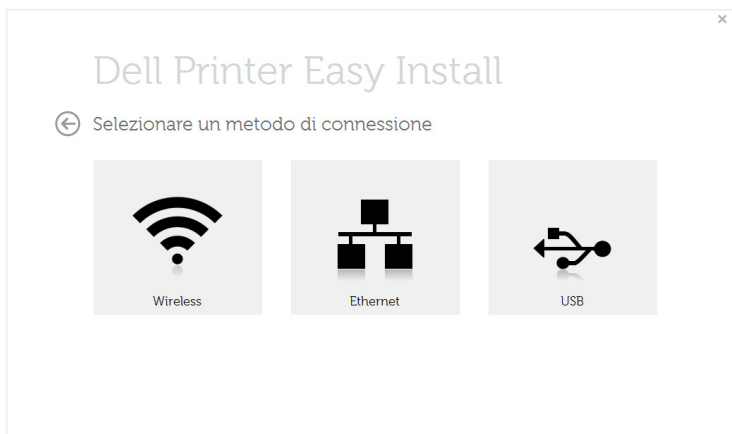 Dell Printer Easy Install
Selezionare un metodo di connessione
Wireless
Ethernet
USB